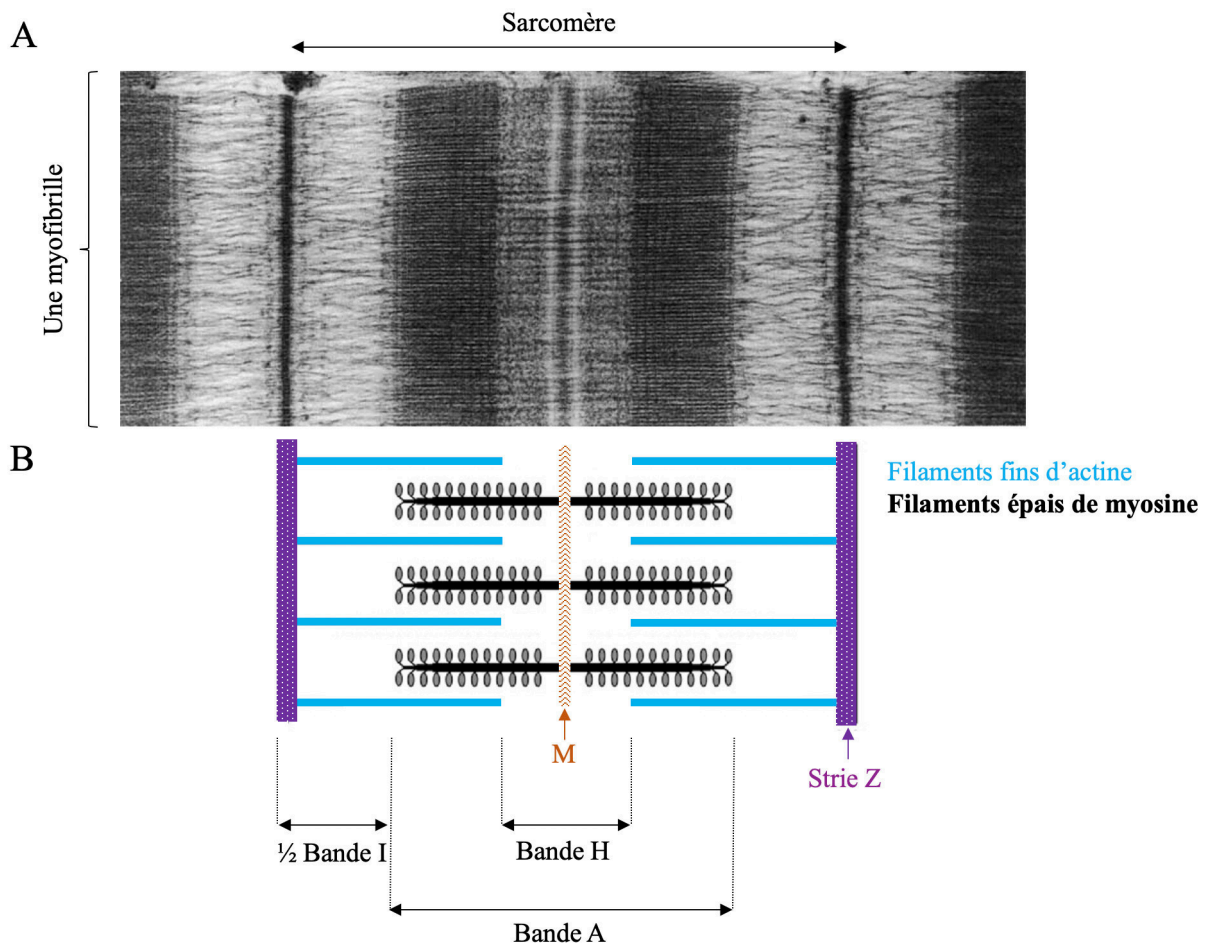 A
Sarcomère
Une myofibrille
B
Filaments fins d’actine
Filaments épais de myosine
M
Strie Z
½ Bande I
Bande H
Bande A